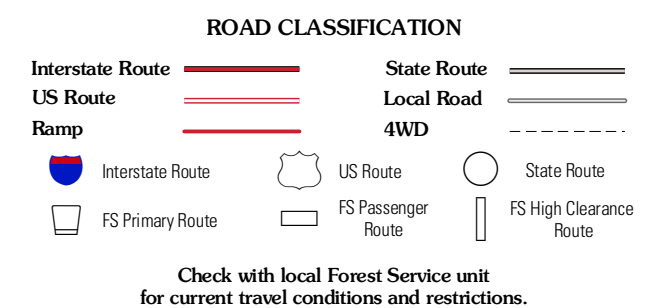 ROAD CLASSIFICATION
Interstate Route
State Route
US Route
Local Road
Ramp
4WD
Interstate Route
US Route
State Route
FS Primary Route
FS Passenger
Route
FS High Clearance
Route
Check with local Forest Service unit
for current travel conditions and restrictions.